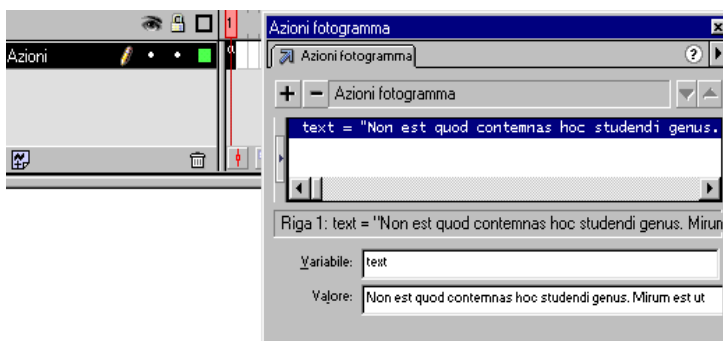 1
Azioni fotogramma
Azioni
a
Azioni fotogramma
?
Azioni fotogramma
text = "Non est quod contemnas hoc studendi genus.
Riga 1: text = "Non est quod contemnas hoc studendi genus. Mirum
Variabile: text
Valore: Non est quod contemnas hoc studendi genus. Mirum est ut